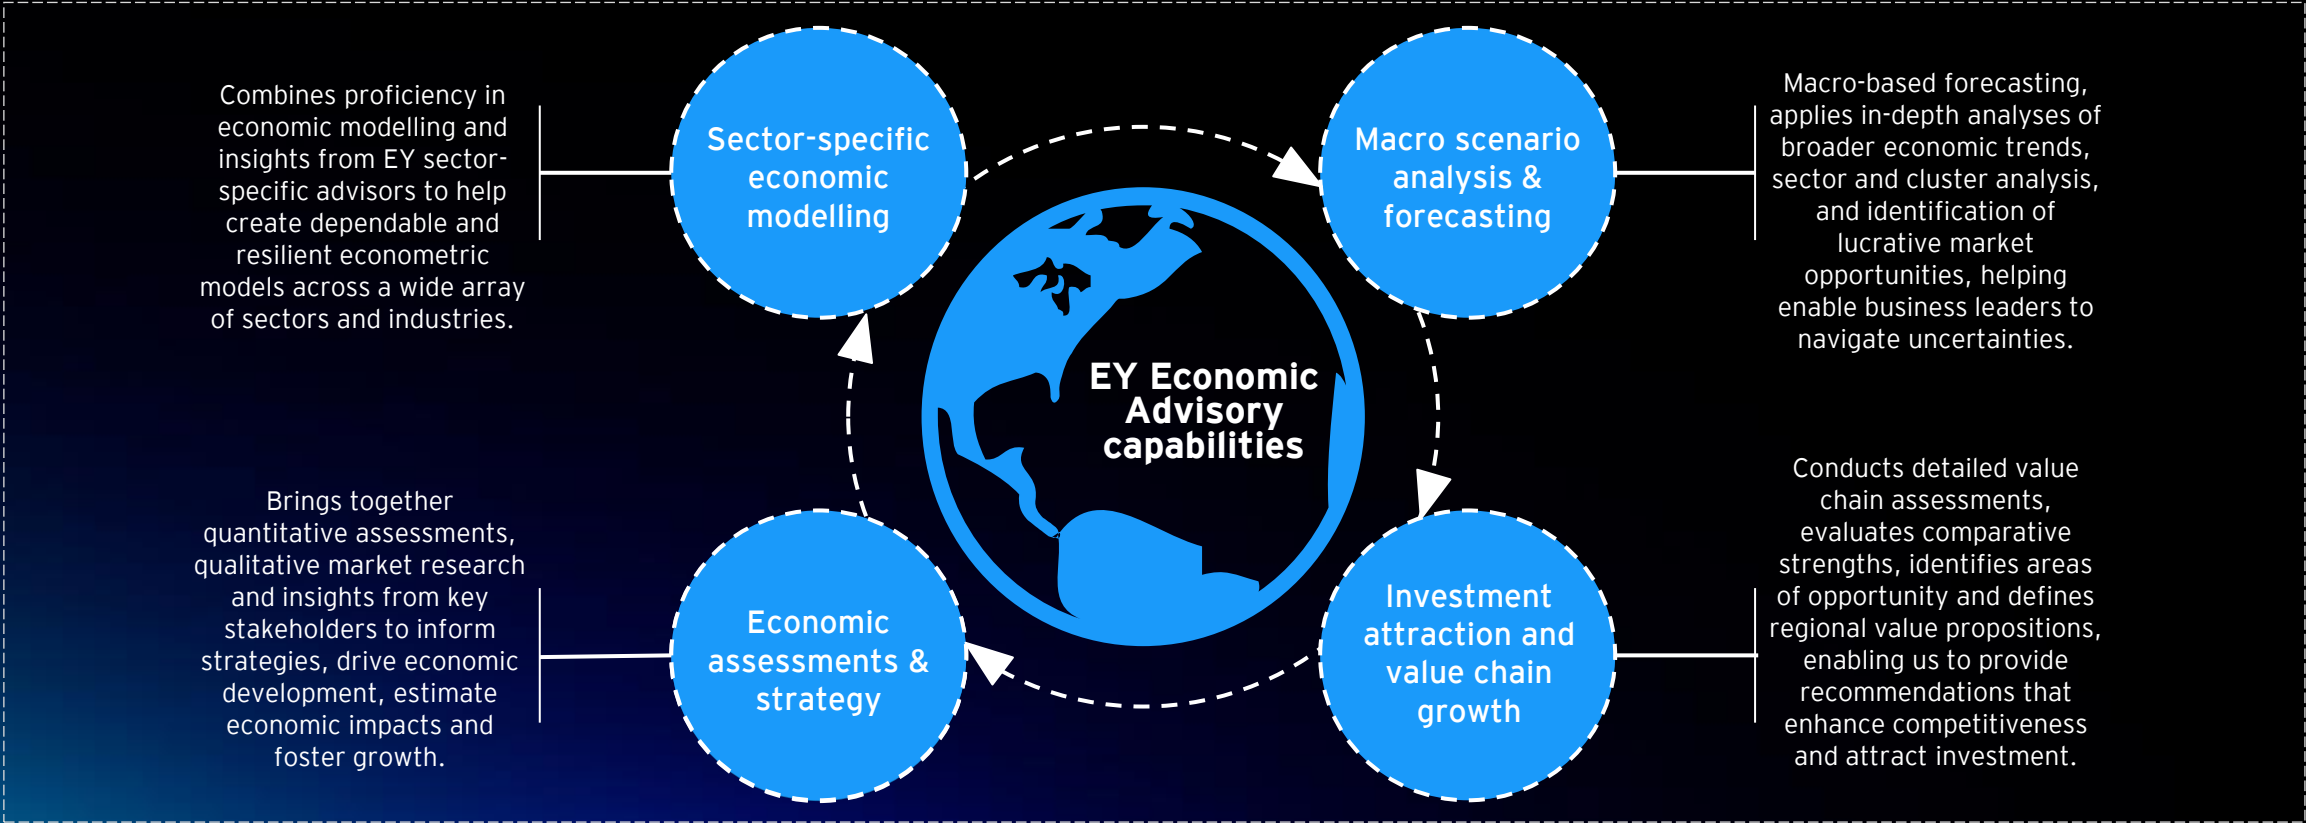 Combines proficiency in
economic modelling and
insights from EY sector-
specific advisors to help
create dependable and
resilient econometric
models across a wide array
of sectors and industries.
Sector-specific
economic
modelling
Macro scenario
analysis &
forecasting
Macro-based forecasting,
applies in-depth analyses of
broader economic trends,
sector and cluster analysis,
and identification of
lucrative market
opportunities, helping
enable business leaders to
navigate uncertainties.
EY Economic
Advisory
capabilities
Brings together
quantitative assessments,
qualitative market research
and insights from key
stakeholders to inform
strategies, drive economic
development, estimate
economic impacts and
foster growth.
Economic
assessments &
strategy
Investment
attraction and
value chain
growth
Conducts detailed value
chain assessments,
evaluates comparative
strengths, identifies areas
of opportunity and defines
regional value propositions,
enabling us to provide
recommendations that
enhance competitiveness
and attract investment.